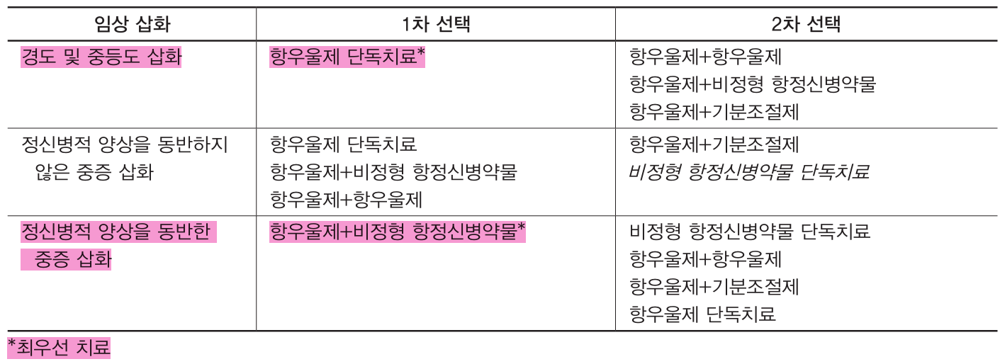 임상 삽화 1차 선택 2차 선택
경도 및 중등도 삽화 항우울제 단독치료* 항우울제+항우울제
항우울제+비정형 항정신병약물
항우울제+기분조절제
정신병적 양상을 동반하지 항우울제 단독치료 항우울제+기분조절제
않은 중증 삽화 항우울제+비정형 항정신병약물 비정형 항정신병약물 단독치료
항우울제+항우울제
정신병적 양상을 동반한 항우울제+비정형 항정신병약물* 비정형 항정신병약물 단독치료
중증 삽화 항우울제+항우울제
항우울제+기분조절제
항우울제 단독치료
*최우선 치료